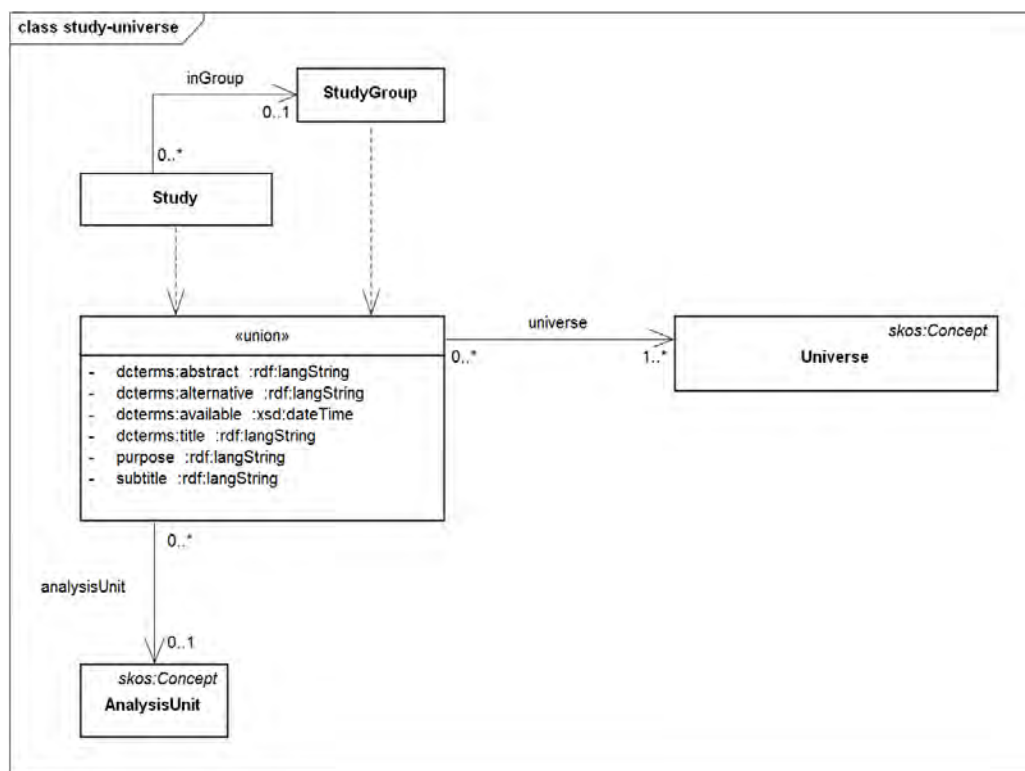 class study-universe
inGroup
StudyGroup
0..1
0..*
Study
«union»
- dcterms:abstract :rdf:langString
- dcterms:alternative :rdf:langString
- dcterms:available :xsd:dateTime
- dcterms:title :rdf:langString
- purpose :rdf:langString
- subtitle :rdf:langString
universe
0..*
1..*
skos:Concept
Universe
0..*
analysisUnit
0..1
skos:Concept
AnalysisUnit